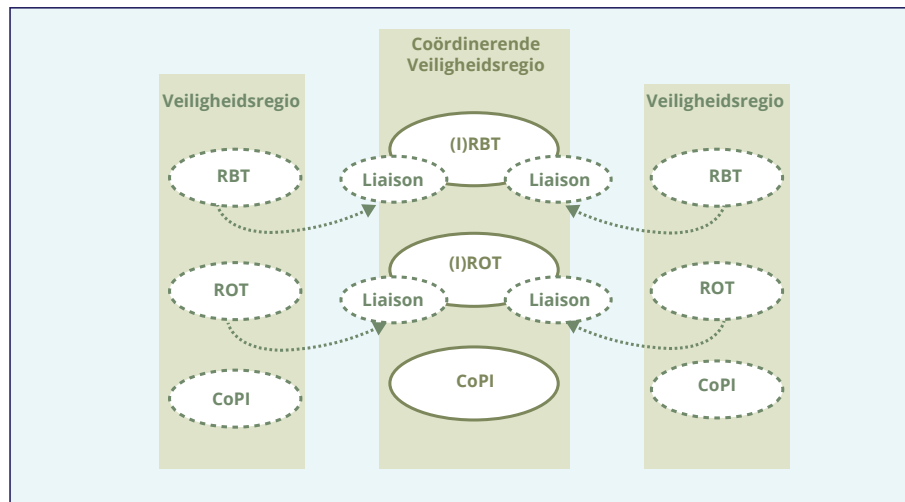 Coördinerende
Veiligheidsregio
Veiligheidsregio
Veiligheidsregio
(I)RBT
RBT
Liaison
Liaison
RBT
(I)ROT
ROT
Liaison
Liaison
ROT
CoPI
CoPI
CoPI